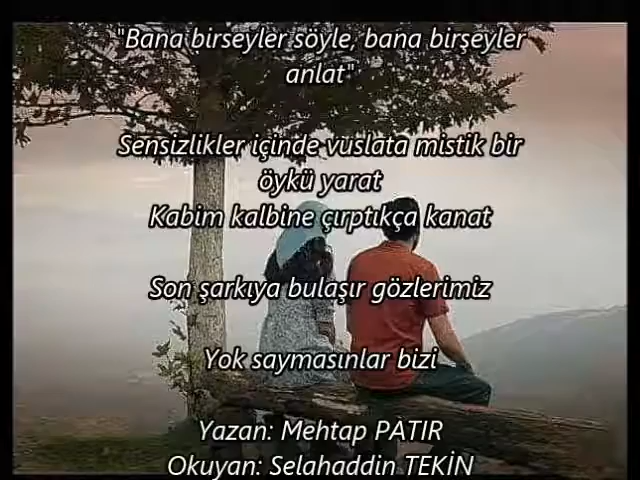 "Bana birseyler söyle, bana birşeyler
anlat"
Sensizlikler içinde vuslata mistik bir
öykü yarat
Kabim kalbine çırptıkça kanat
Son şarkıya bulaşır gözlerimiz
Yok saymasınlar bizi
Yazan: Mehtap PATIR
Okuyan: Selahaddin TEKİN